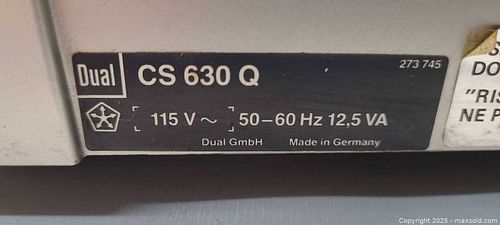 273 745
Dual CS 630 Q
115 V ~ 50–60 Hz 12,5 VA
Dual GmbH Made in Germany
DO
"RIS
NE P
Copyright © 2025 - maxsold.com